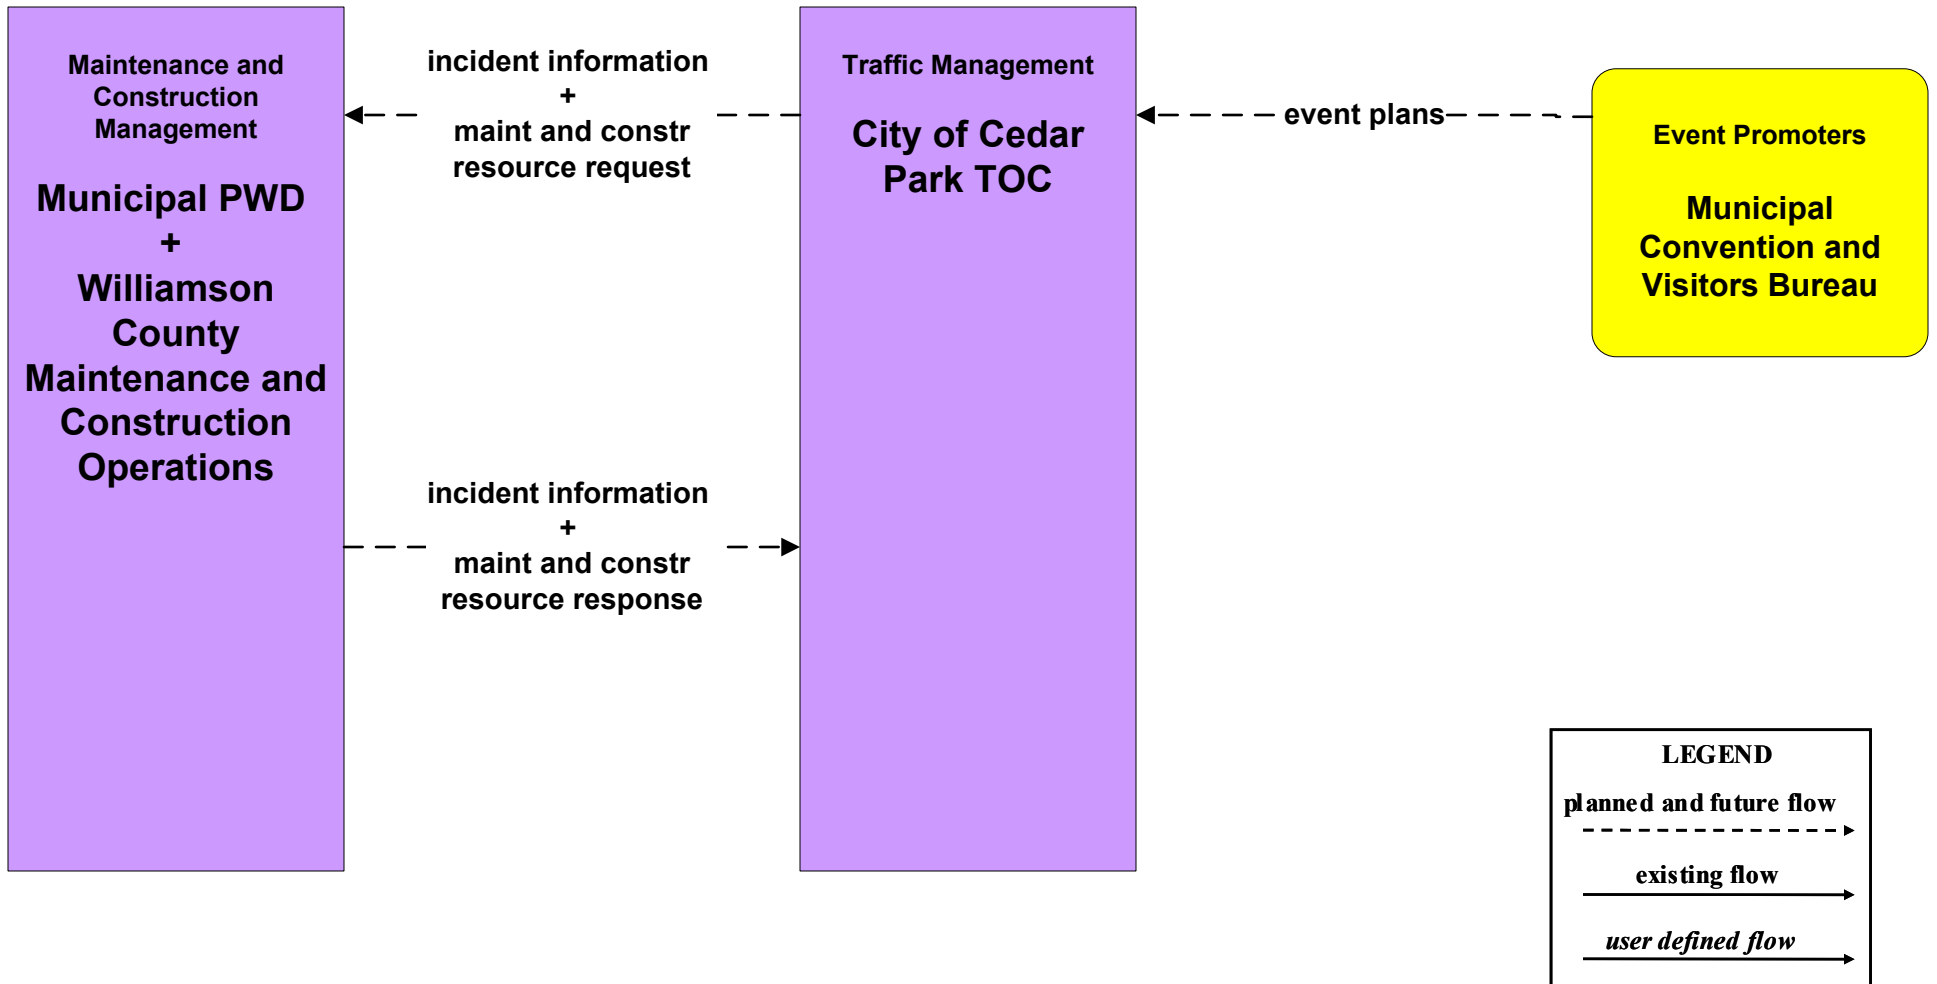 Maintenance and
Construction
Management
Municipal PWD
+
Williamson
County
Maintenance and
Construction
Operations
incident information
+
maint and constr
resource request
incident information
+
maint and constr
resource response
Traffic Management
City of Cedar
Park TOC
event plans
Event Promoters
Municipal
Convention and
Visitors Bureau
LEGEND
planned and future flow
existing flow
user defined flow